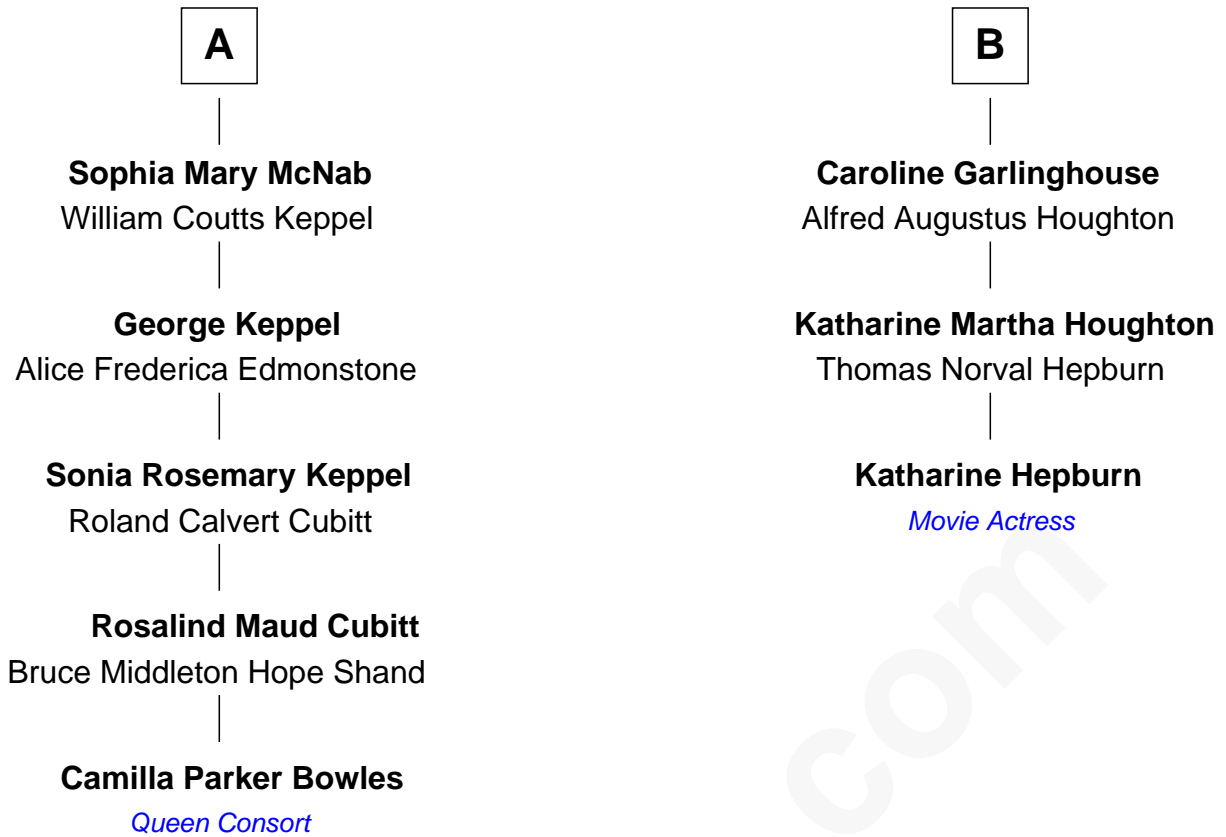 A
Sophia Mary McNab
William Coutts Keppel
George Keppel
Alice Frederica Edmonstone
Sonia Rosemary Keppel
Roland Calvert Cubitt
Rosalind Maud Cubitt
Bruce Middleton Hope Shand
Camilla Parker Bowles
Queen Consort
B
Caroline Garlinghouse
Alfred Augustus Houghton
Katharine Martha Houghton
Thomas Norval Hepburn
Katharine Hepburn
Movie Actress
com